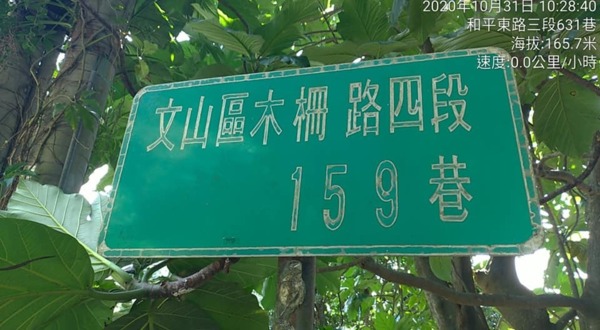 2020年10月31日 10:28:40
和平東路三段631巷
海拔:165.7米
速度:0.0公里/小時
文山區木柵路四段
159巷